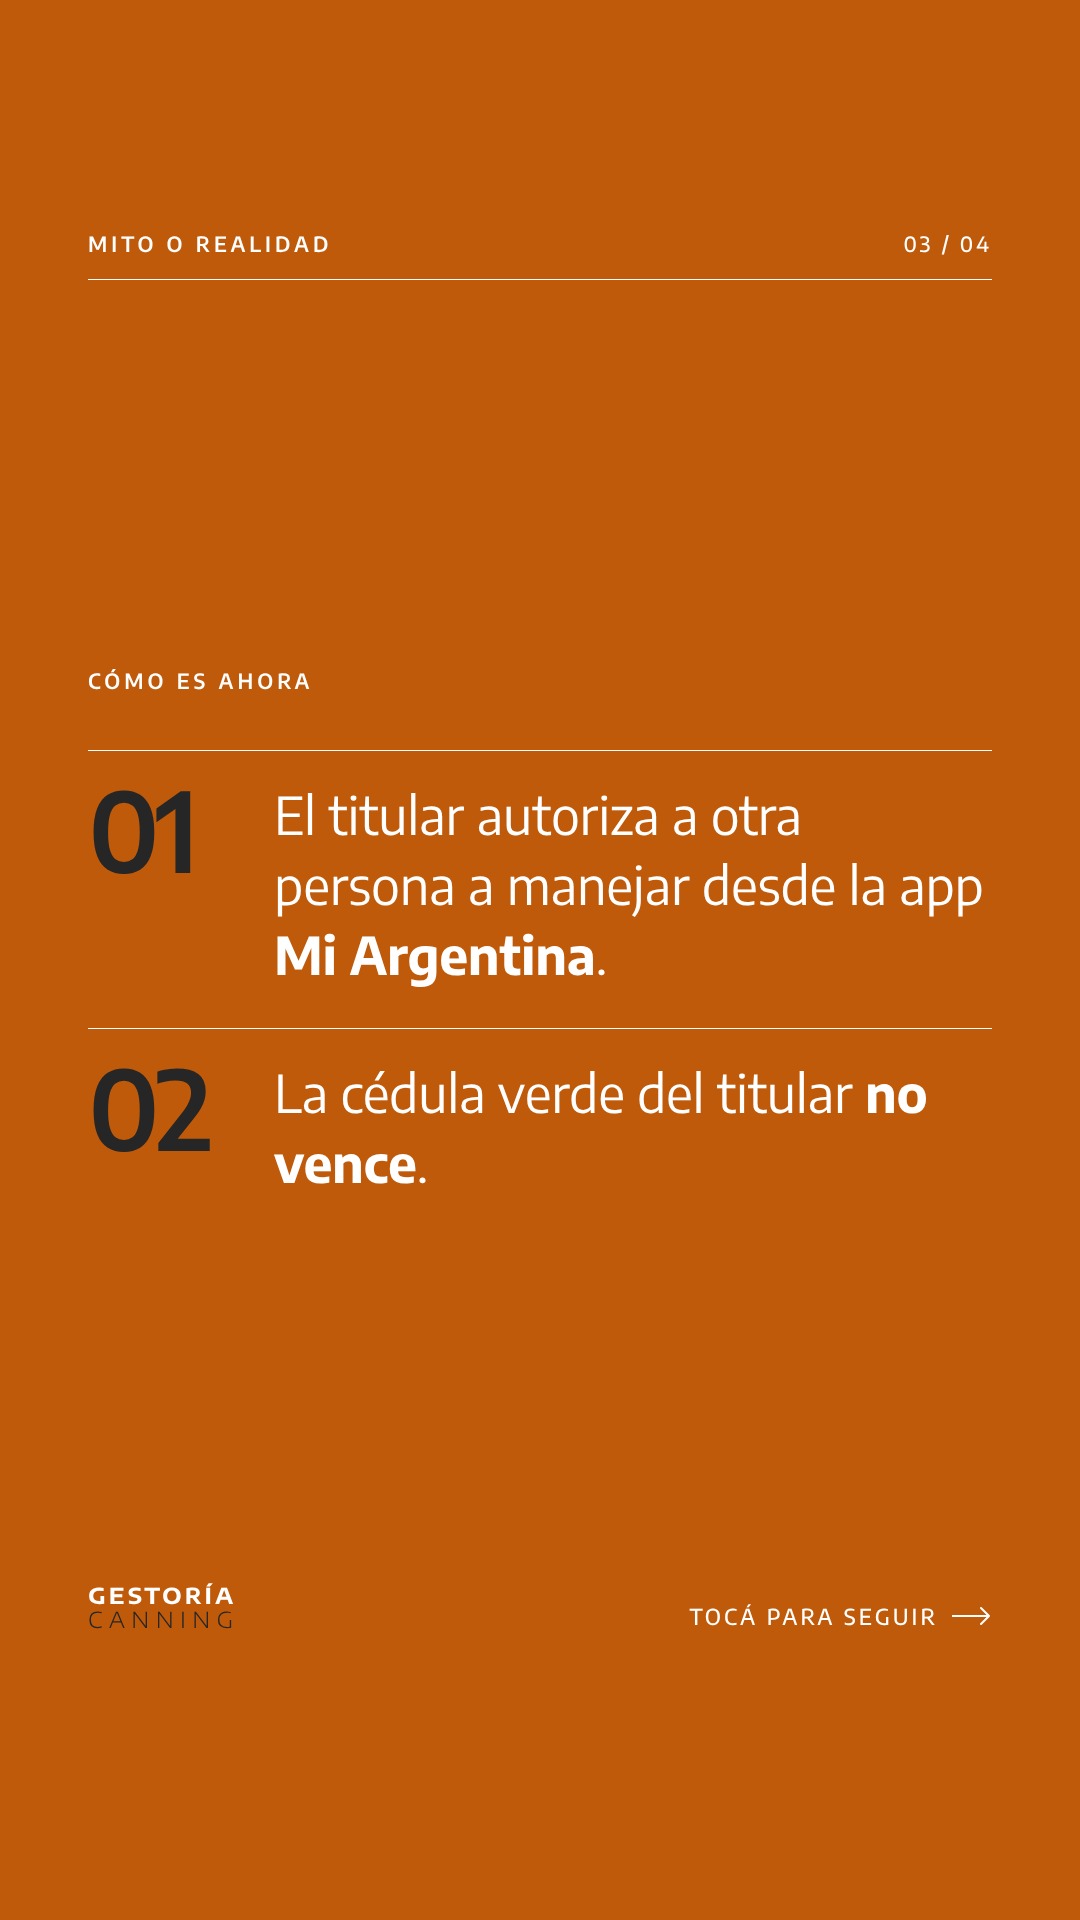 MITO O REALIDAD
03 / 04
CÓMO ES AHORA
01
El titular autoriza a otra
persona a manejar desde la app
Mi Argentina.
02
La cédula verde del titular no
vence.
GESTORÍA
CANNING
TOCÁ PARA SEGUIR